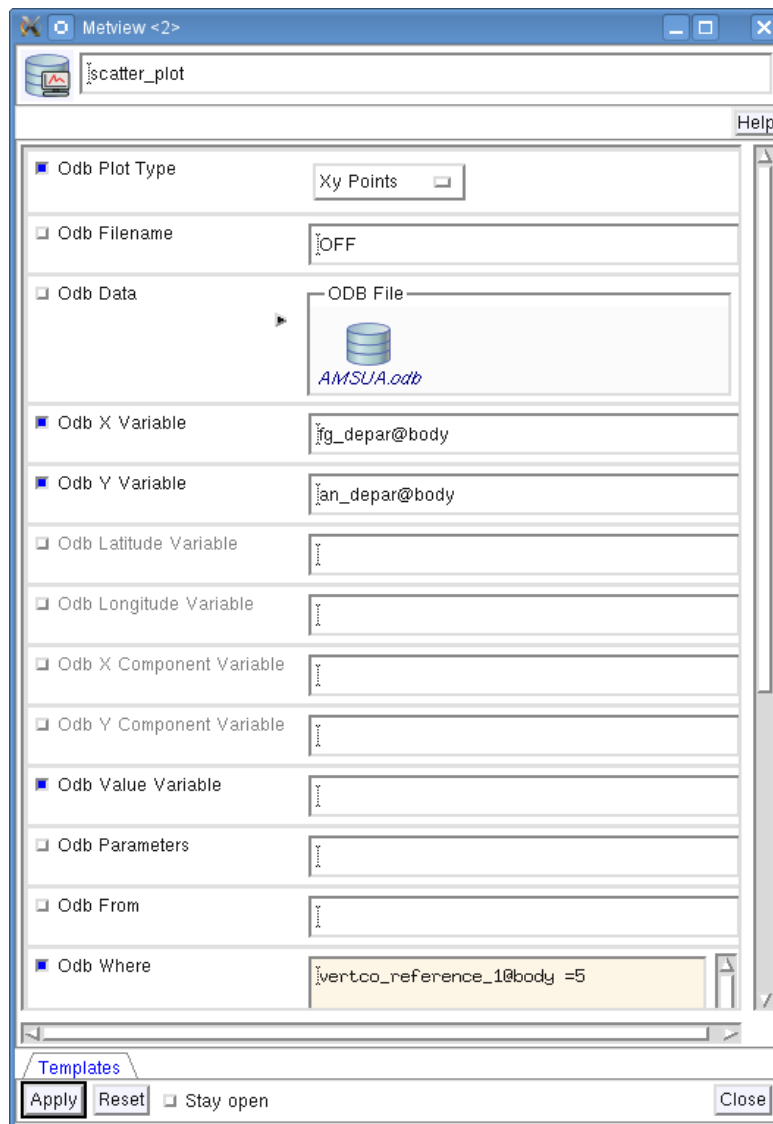 Metview <2>
scatter_plot
Help
Odb Plot Type
Xy Points
Odb Filename
OFF
Odb Data
ODB File
AMSUA.odb
Odb X Variable
fg_depar@body
Odb Y Variable
an_depar@body
Odb Latitude Variable
Odb Longitude Variable
Odb X Component Variable
Odb Y Component Variable
Odb Value Variable
Odb Parameters
Odb From
Odb Where
vertco_reference_1@body =5
Templates
Apply Reset Stay open Close